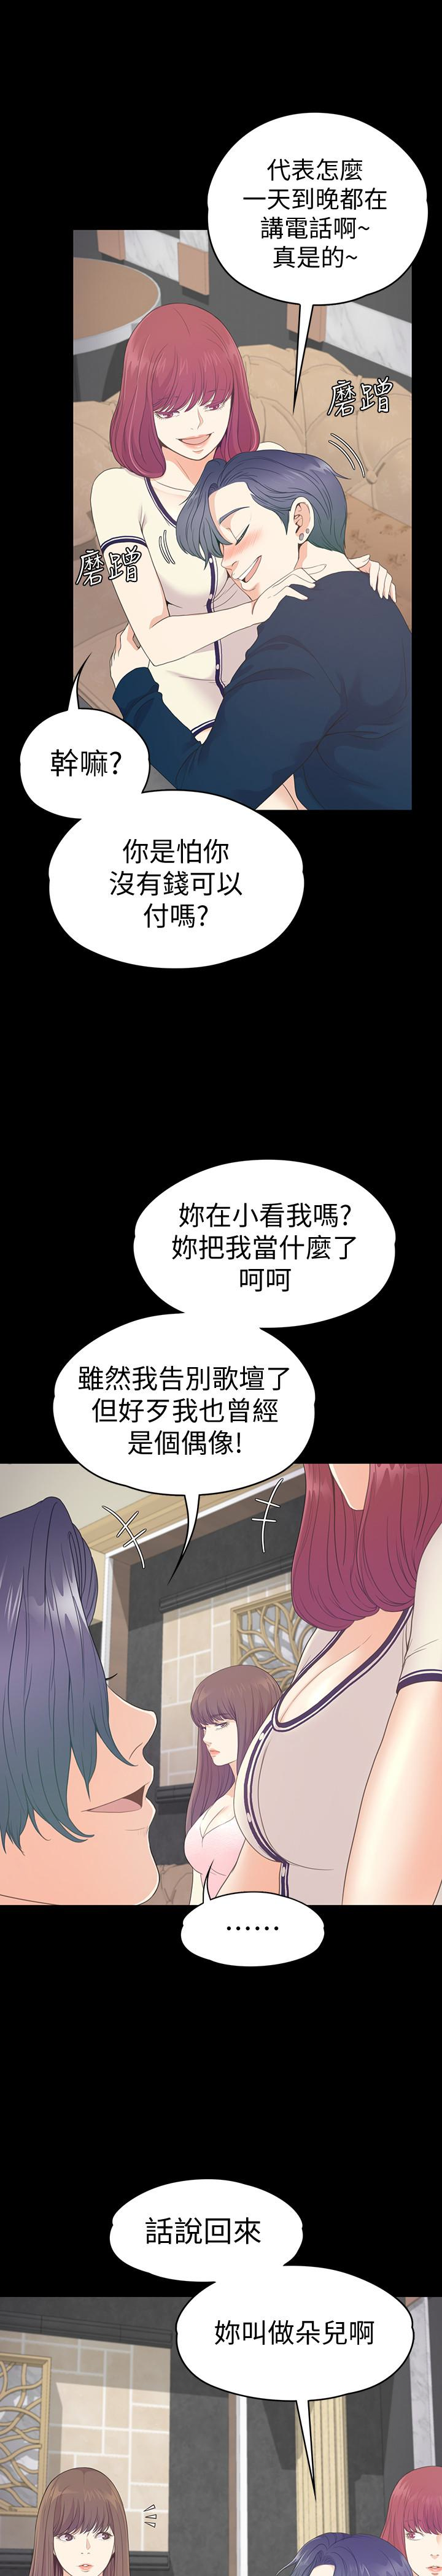 代表怎麼
一天到晚都在
講電話啊~
真是的~
磨蹭
磨蹭
幹嘛?
你是怕你
沒有錢可以
付嗎?
妳在小看我嗎?
妳把我當什麼了
呵呵
雖然我告別歌壇了
但好歹我也曾經
是個偶像!
……
話說回來
妳叫做朵兒啊